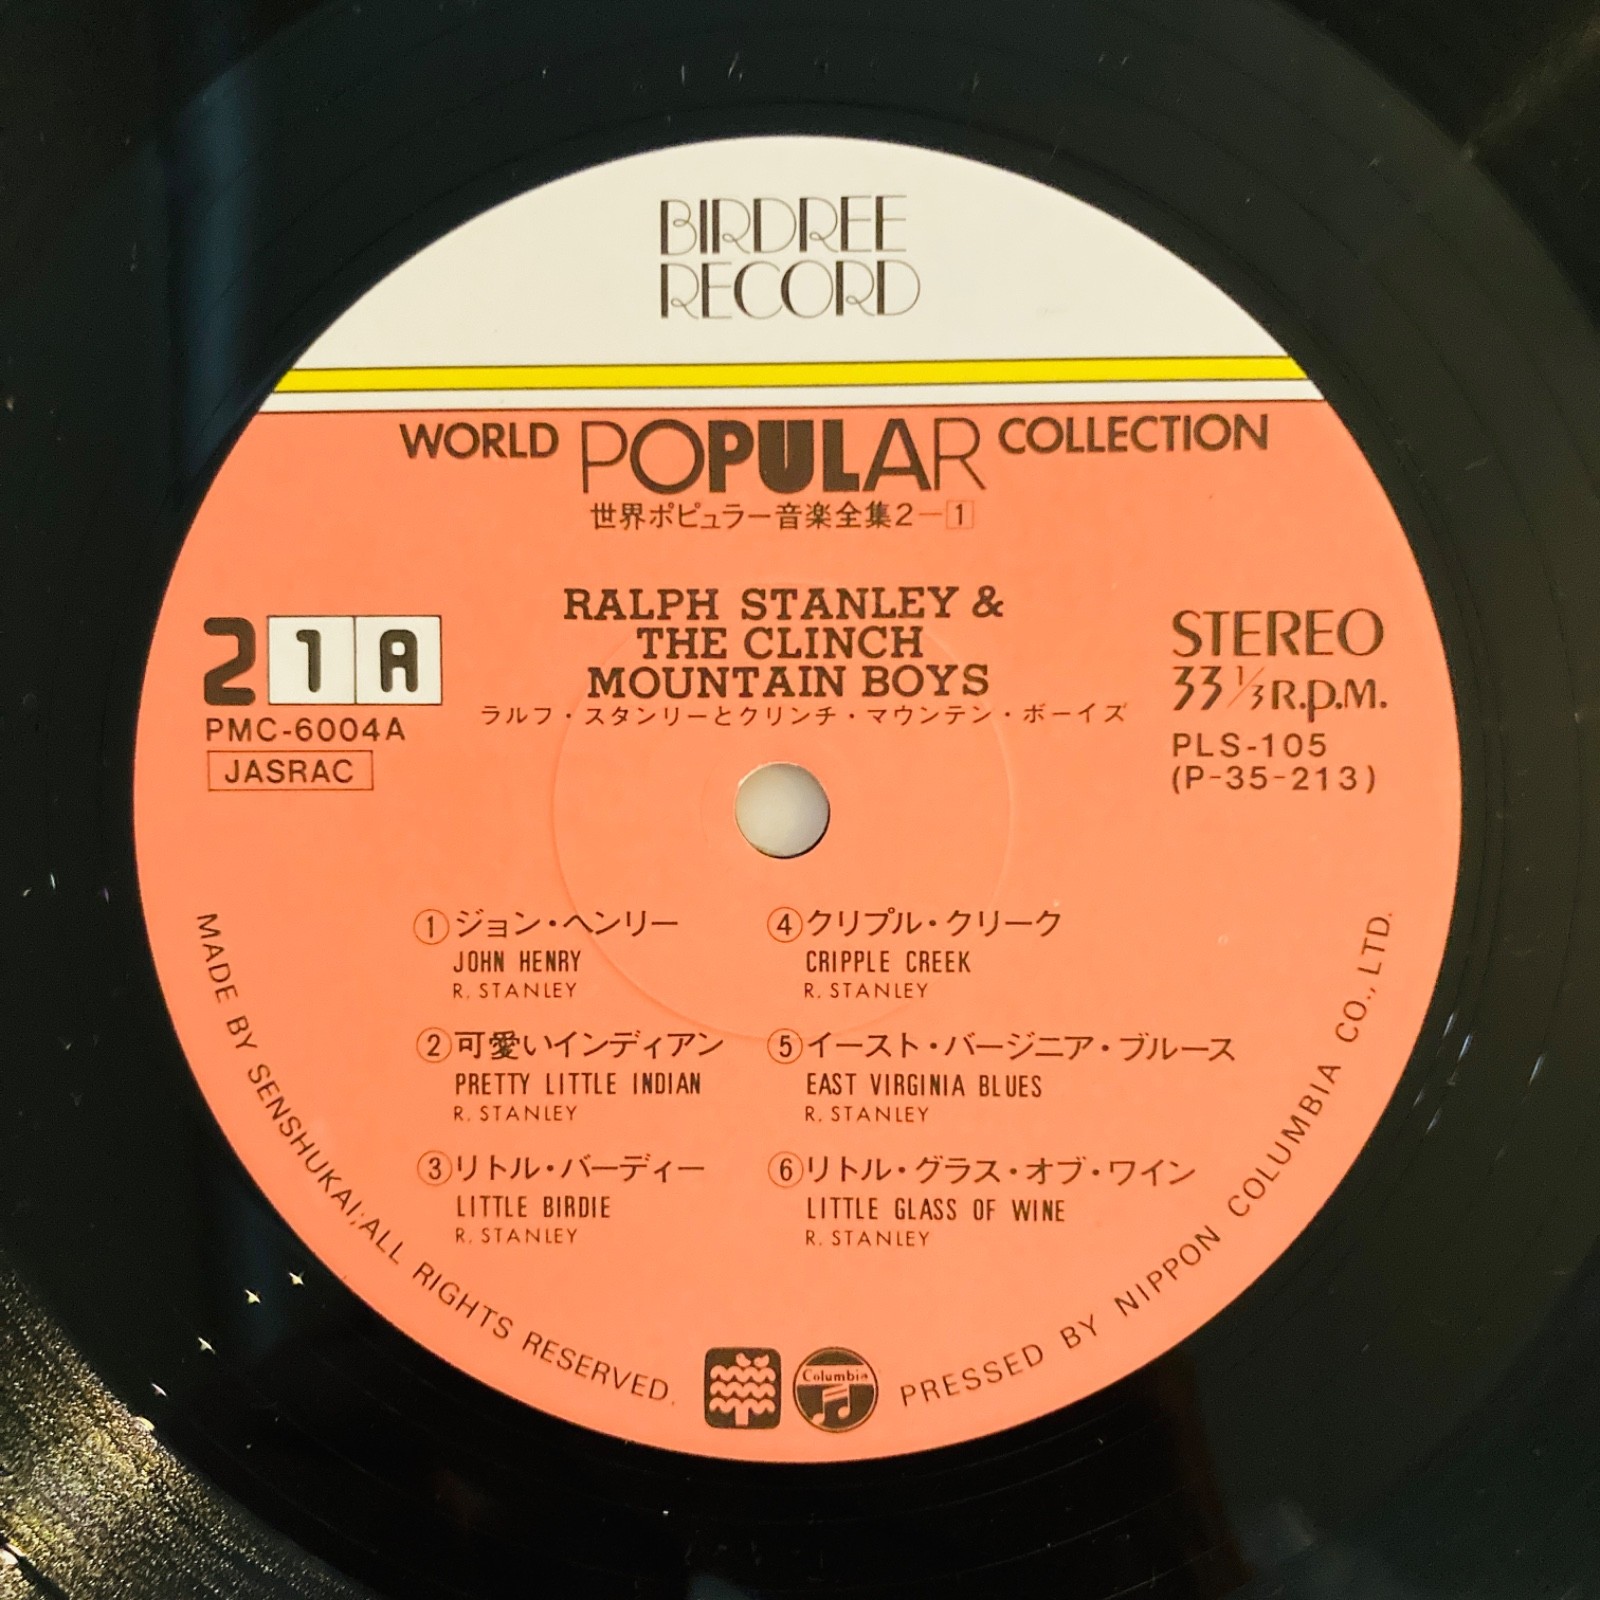 BIRDREE
RECORD
WORLD POPULAR COLLECTION
世界ポピュラー音楽全集2-1
RALPH STANLEY &
THE CLINCH
MOUNTAIN BOYS
ラルフ・スタンリーとクリンチ・マウンテン・ボーイズ
2 1 A
PMC-6004A
JASRAC
STEREO
33 1/3 R.P.M.
PLS-105
(P-35-213)
① ジョン・ヘンリー
JOHN HENRY
R. STANLEY
② 可愛いインディアン
PRETTY LITTLE INDIAN
R. STANLEY
③ リトル・バーディー
LITTLE BIRDIE
R. STANLEY
④ クリプル・クリーク
CRIPPLE CREEK
R. STANLEY
⑤ イースト・バージニア・ブルース
EAST VIRGINIA BLUES
R. STANLEY
⑥ リトル・グラス・オブ・ワイン
LITTLE GLASS OF WINE
R. STANLEY
MADE BY SENSHUKAI; ALL RIGHTS RESERVED.
Columbia
PRESSED BY NIPPON COLUMBIA CO., LTD.